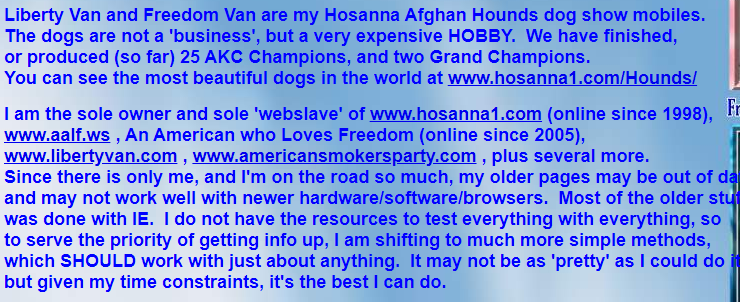 Liberty Van and Freedom Van are my Hosanna Afghan Hounds dog show mobiles.
The dogs are not a 'business', but a very expensive HOBBY.  We have finished,
or produced (so far) 25 AKC Champions, and two Grand Champions.
You can see the most beautiful dogs in the world at www.hosanna1.com/Hounds/
I am the sole owner and sole 'webslave' of www.hosanna1.com (online since 1998),
www.aalf.ws , An American who Loves Freedom (online since 2005),
www.libertyvan.com , www.americansmokersparty.com , plus several more.
Since there is only me, and I'm on the road so much, my older pages may be out of
and may not work well with newer hardware/software/browsers.  Most of the older
was done with IE.  I do not have the resources to test everything with everything, so
to serve the priority of getting info up, I am shifting to much more simple methods,
which SHOULD work with just about anything.  It may not be as 'pretty' as I could do it
but given my time constraints, it's the best I can do.